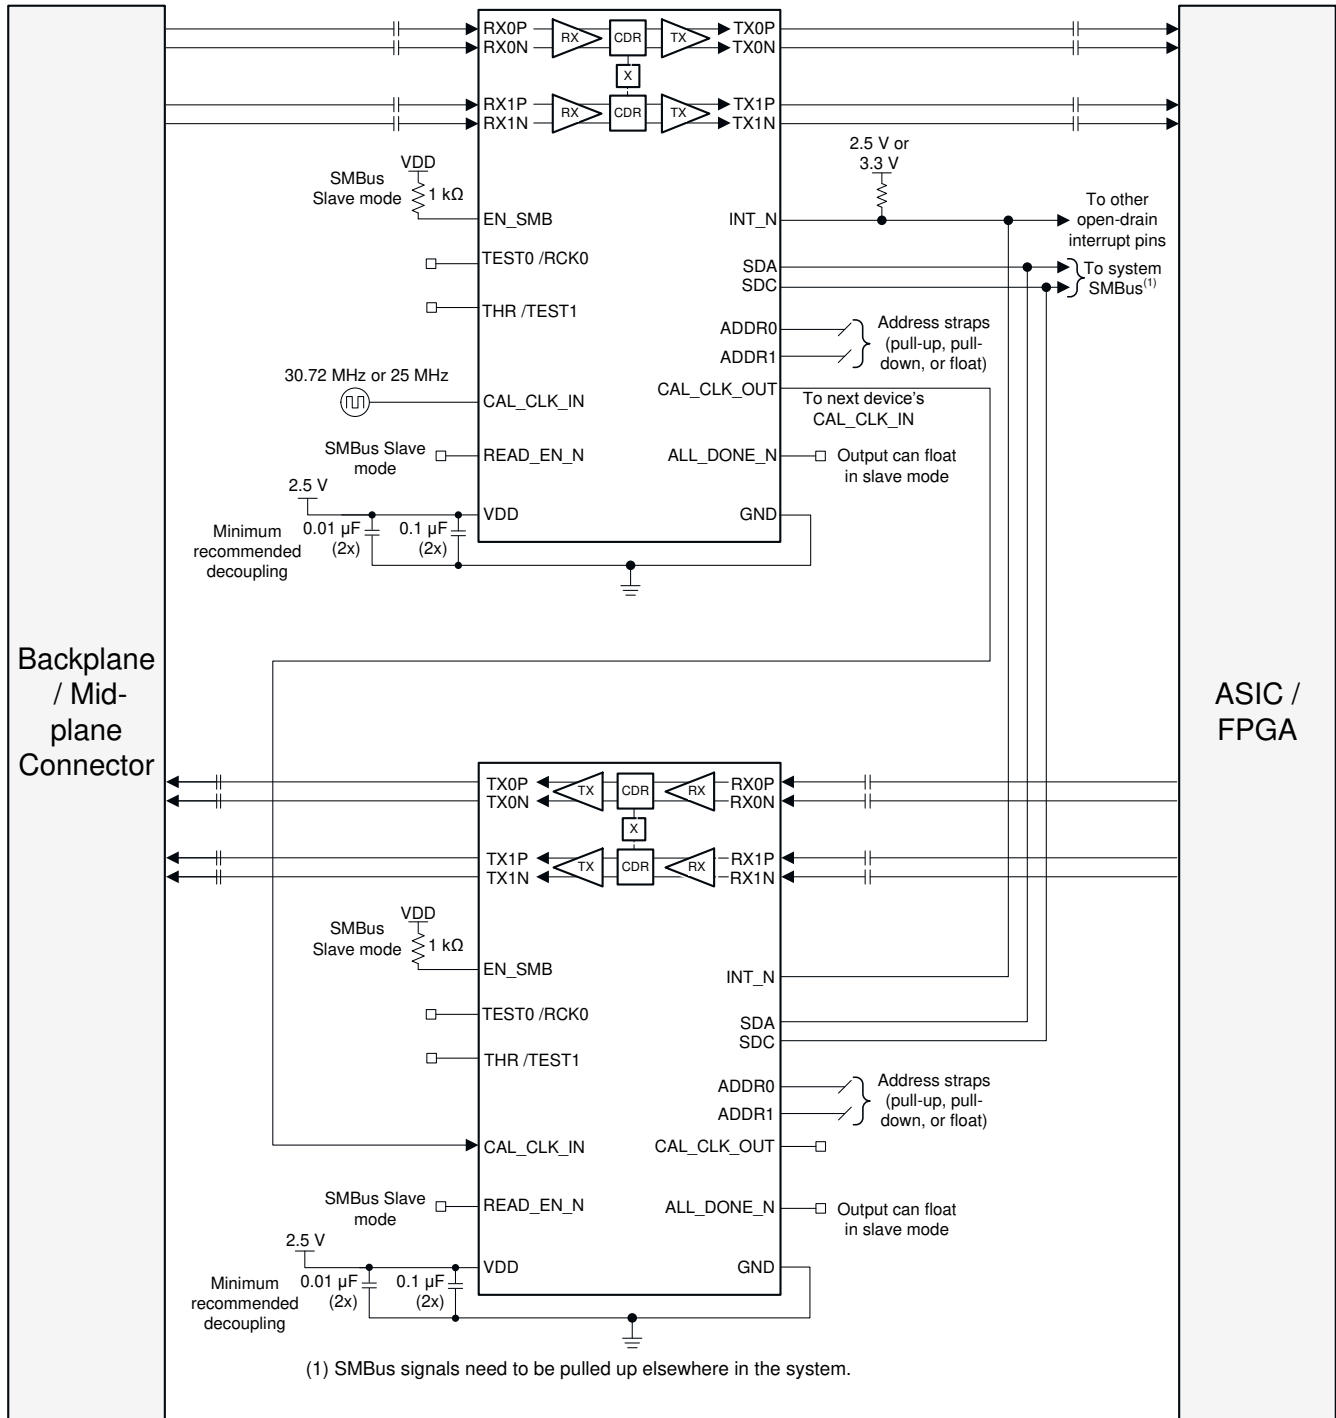 RX0P
RX0N
RX
CDR
TX
TX0P
TX0N
X
RX1P
RX1N
RX
CDR
TX
TX1P
TX1N
VDD
SMBus
Slave mode
1 kΩ
EN_SMB
TEST0 /RCK0
THR /TEST1
30.72 MHz or 25 MHz
CAL_CLK_IN
SMBus Slave
mode
READ_EN_N
2.5 V
VDD
Minimum
recommended
decoupling
0.01 µF
(2x)
0.1 µF
(2x)
2.5 V or
3.3 V
INT_N
To other
open-drain
interrupt pins
SDA
SDC
To system
SMBus(1)
ADDR0
ADDR1
Address straps
(pull-up, pull-
down, or float)
CAL_CLK_OUT
To next device's
CAL_CLK_IN
ALL_DONE_N
Output can float
in slave mode
GND
Backplane
/ Mid-
plane
Connector
ASIC /
FPGA
TX0P
TX0N
TX
CDR
RX
RX0P
RX0N
X
TX1P
TX1N
TX
CDR
RX
RX1P
RX1N
VDD
SMBus
Slave mode
1 kΩ
EN_SMB
TEST0 /RCK0
THR /TEST1
CAL_CLK_IN
SMBus Slave
mode
READ_EN_N
2.5 V
VDD
Minimum
recommended
decoupling
0.01 µF
(2x)
0.1 µF
(2x)
INT_N
SDA
SDC
ADDR0
ADDR1
Address straps
(pull-up, pull-
down, or float)
CAL_CLK_OUT
ALL_DONE_N
Output can float
in slave mode
GND
(1) SMBus signals need to be pulled up elsewhere in the system.